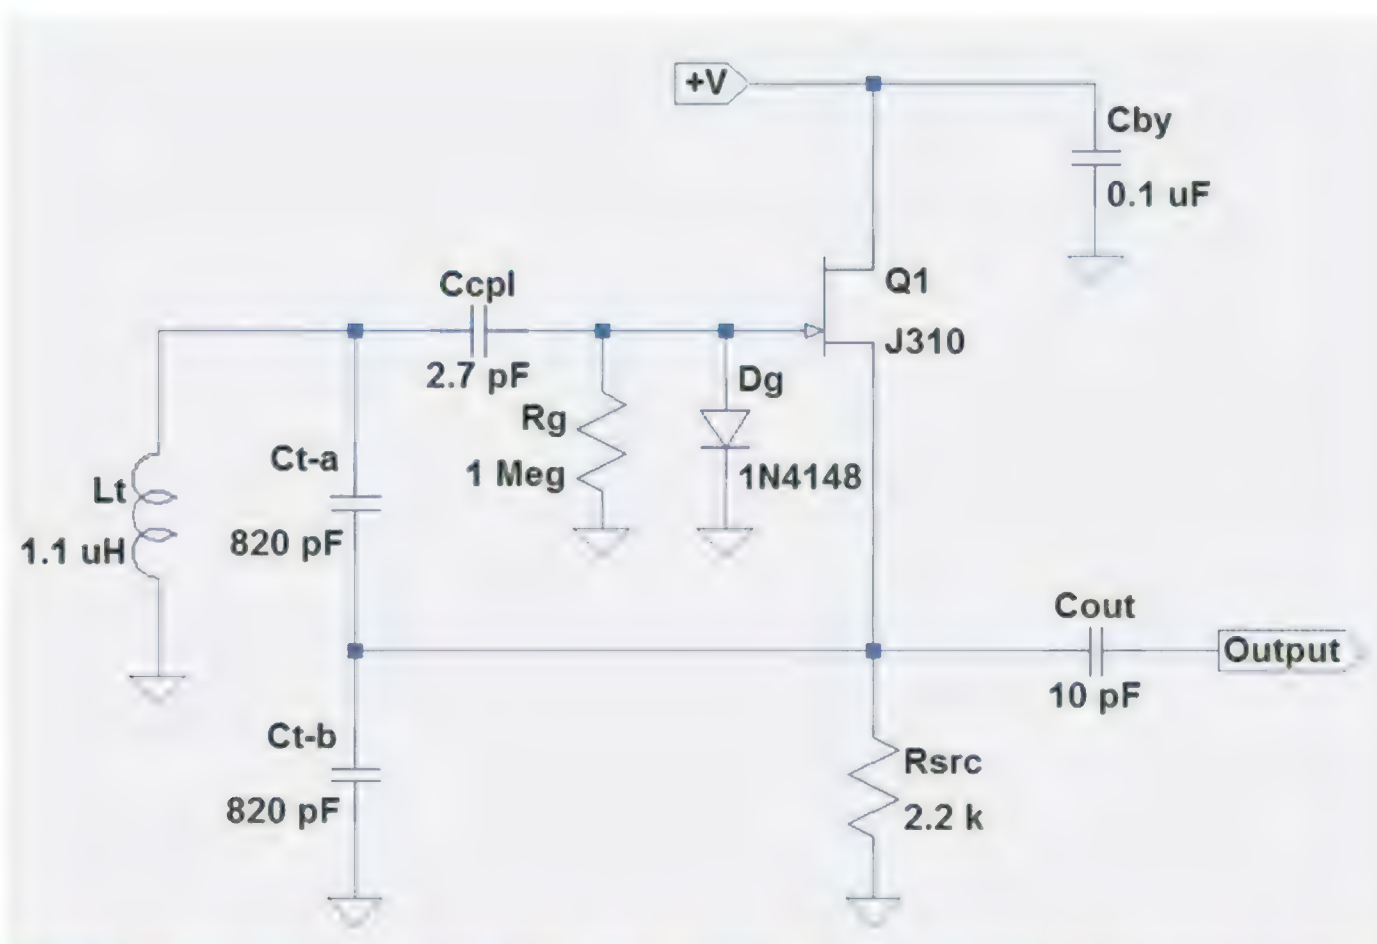 +V
Cby
0.1 uF
Ccpl
2.7 pF
Q1
J310
Rg
1 Meg
Dg
1N4148
Lt
1.1 uH
Ct-a
820 pF
Cout
10 pF
Output
Ct-b
820 pF
Rsrc
2.2 k